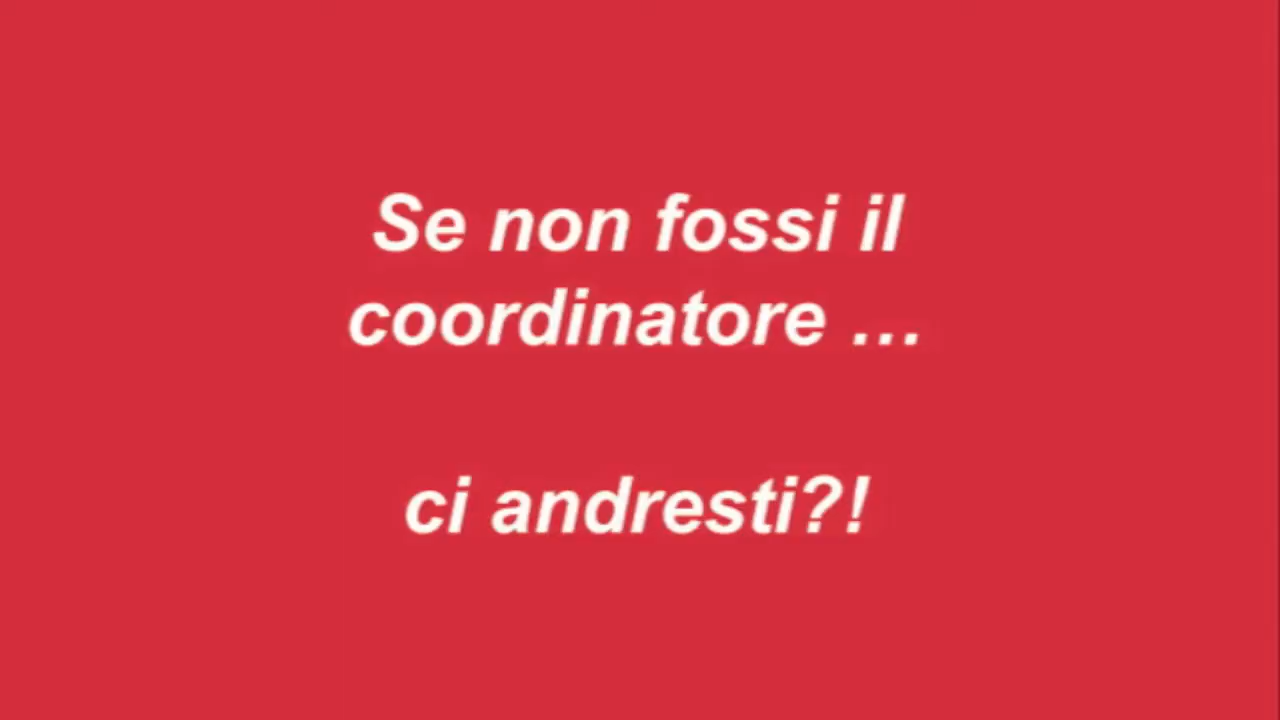 Se non fossi il
coordinatore …
ci andresti?!